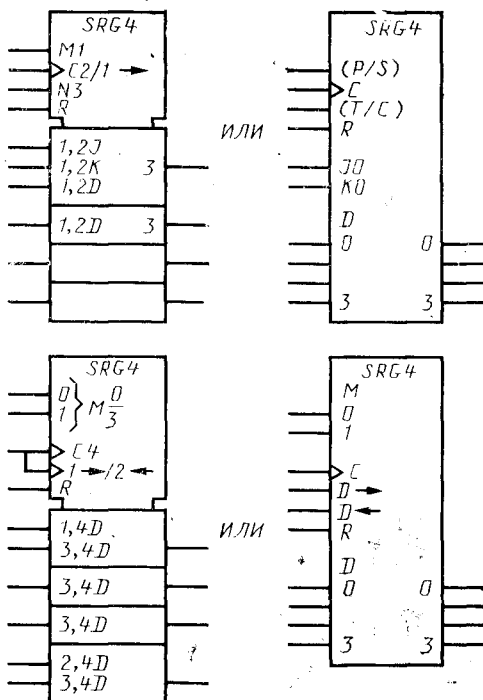 SRG4
M1
C2/1 →
N3
R
1,2J
1,2K 3
1,2D
1,2D 3
ИЛИ
SRG4
(P/S)
C
(T/C)
R
J0
K0
D
0 0
3 3
SRG4
0
1
} M 0/3
C4
1 →/2 ←
R
1,4D
3,4D
3,4D
3,4D
2,4D
3,4D
ИЛИ
SRG4
M
0
1
C
D →
D ←
R
D
0 0
3 3